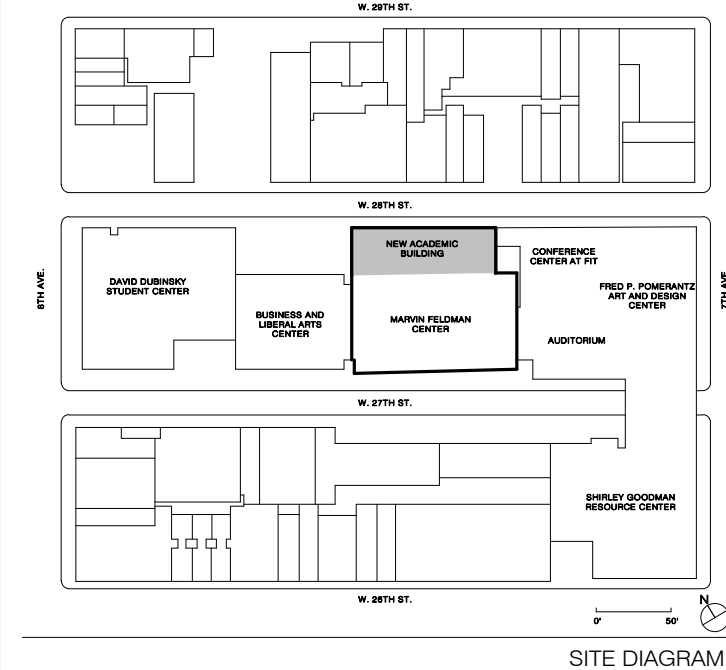 W. 29TH ST.
W. 28TH ST.
8TH AVE.
DAVID DUBINSKY
STUDENT CENTER
BUSINESS AND
LIBERAL ARTS
CENTER
NEW ACADEMIC
BUILDING
MARVIN FELDMAN
CENTER
CONFERENCE
CENTER AT FIT
FRED P. POMERANTZ
ART AND DESIGN
CENTER
AUDITORIUM
7TH AVE.
W. 27TH ST.
SHIRLEY GOODMAN
RESOURCE CENTER
W. 26TH ST.
N
0' 50'
SITE DIAGRAM